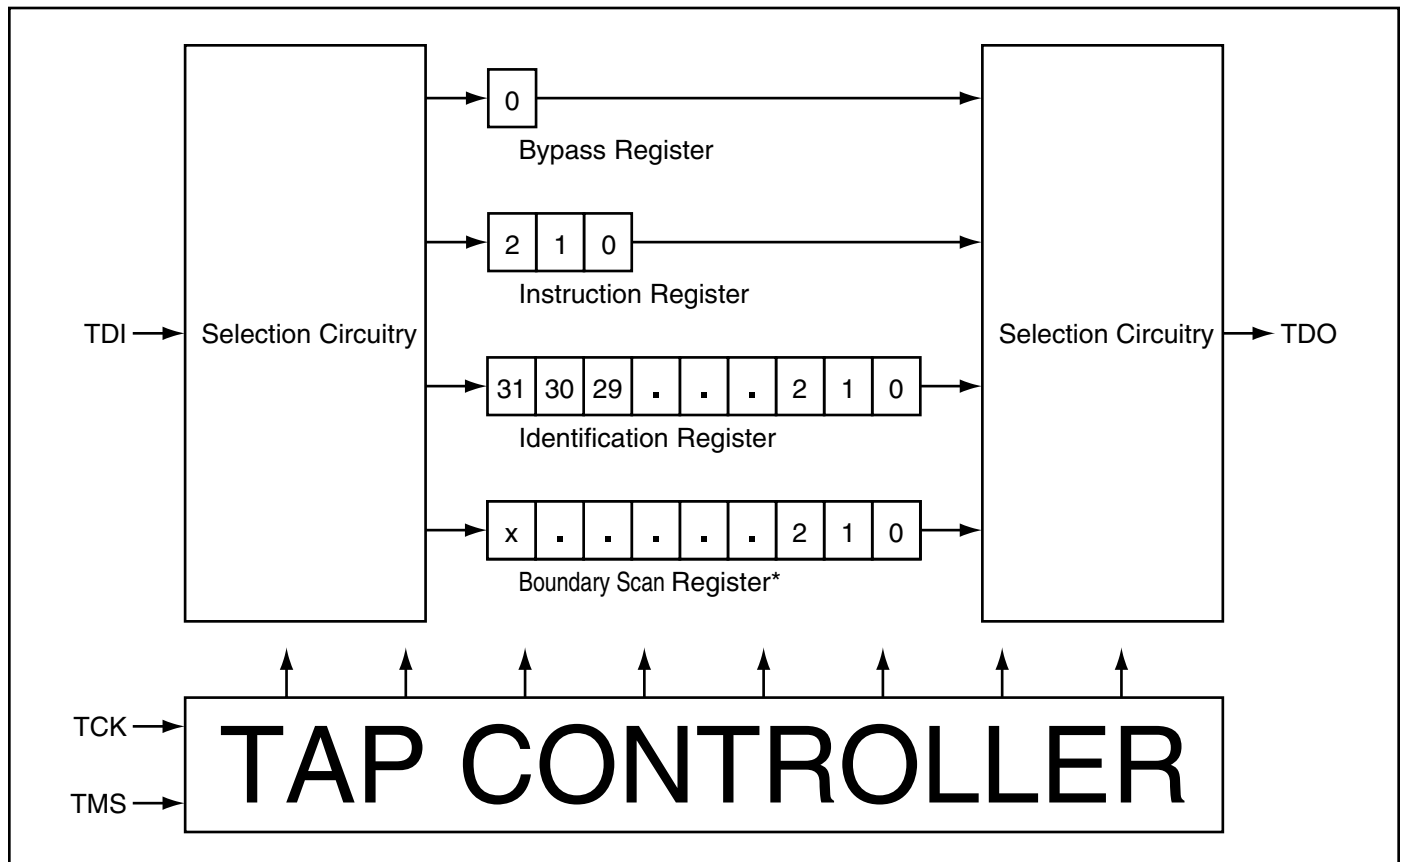 0
Bypass Register
2 1 0
Instruction Register
TDI
Selection Circuitry
Selection Circuitry
TDO
31 30 29 . . . 2 1 0
Identification Register
x . . . . . 2 1 0
Boundary Scan Register*
TCK
TAP CONTROLLER
TMS